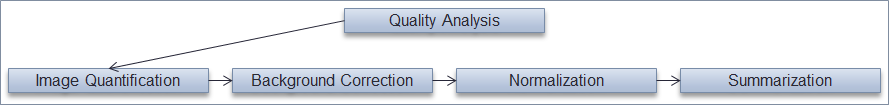 Quality Analysis
Image Quantification
Background Correction
Normalization
Summarization